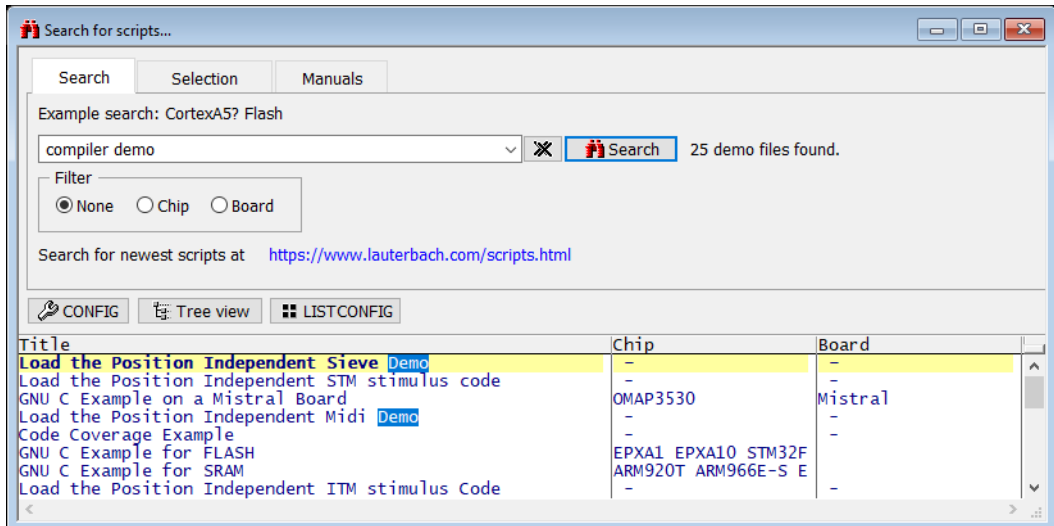 Search for scripts...
Search Selection Manuals
Example search: CortexA5? Flash
compiler demo Search 25 demo files found.
Filter
None Chip Board
Search for newest scripts at https://www.lauterbach.com/scripts.html
CONFIG Tree view LISTCONFIG
Title Chip Board
Load the Position Independent Sieve Demo - -
Load the Position Independent STM stimulus code - -
GNU C Example on a Mistral Board OMAP3530 Mistral
Load the Position Independent Midi Demo - -
Code Coverage Example - -
GNU C Example for FLASH EPXA1 EPXA10 STM32F
GNU C Example for SRAM ARM920T ARM966E-S E
Load the Position Independent ITM stimulus Code - -